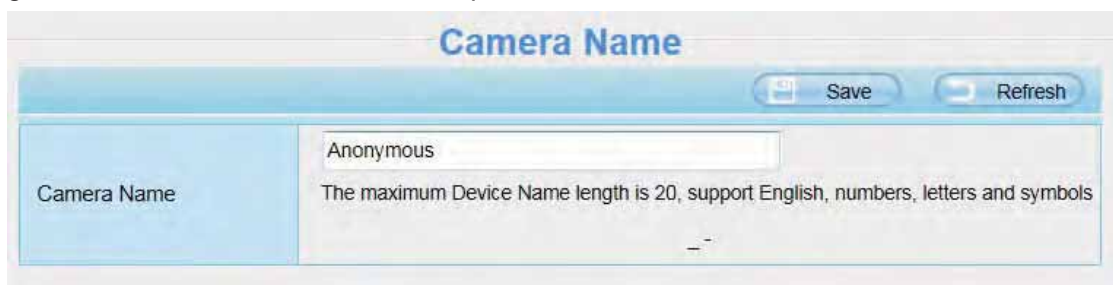 Camera Name
Save Refresh
Anonymous
Camera Name
The maximum Device Name length is 20, support English, numbers, letters and symbols
_ -